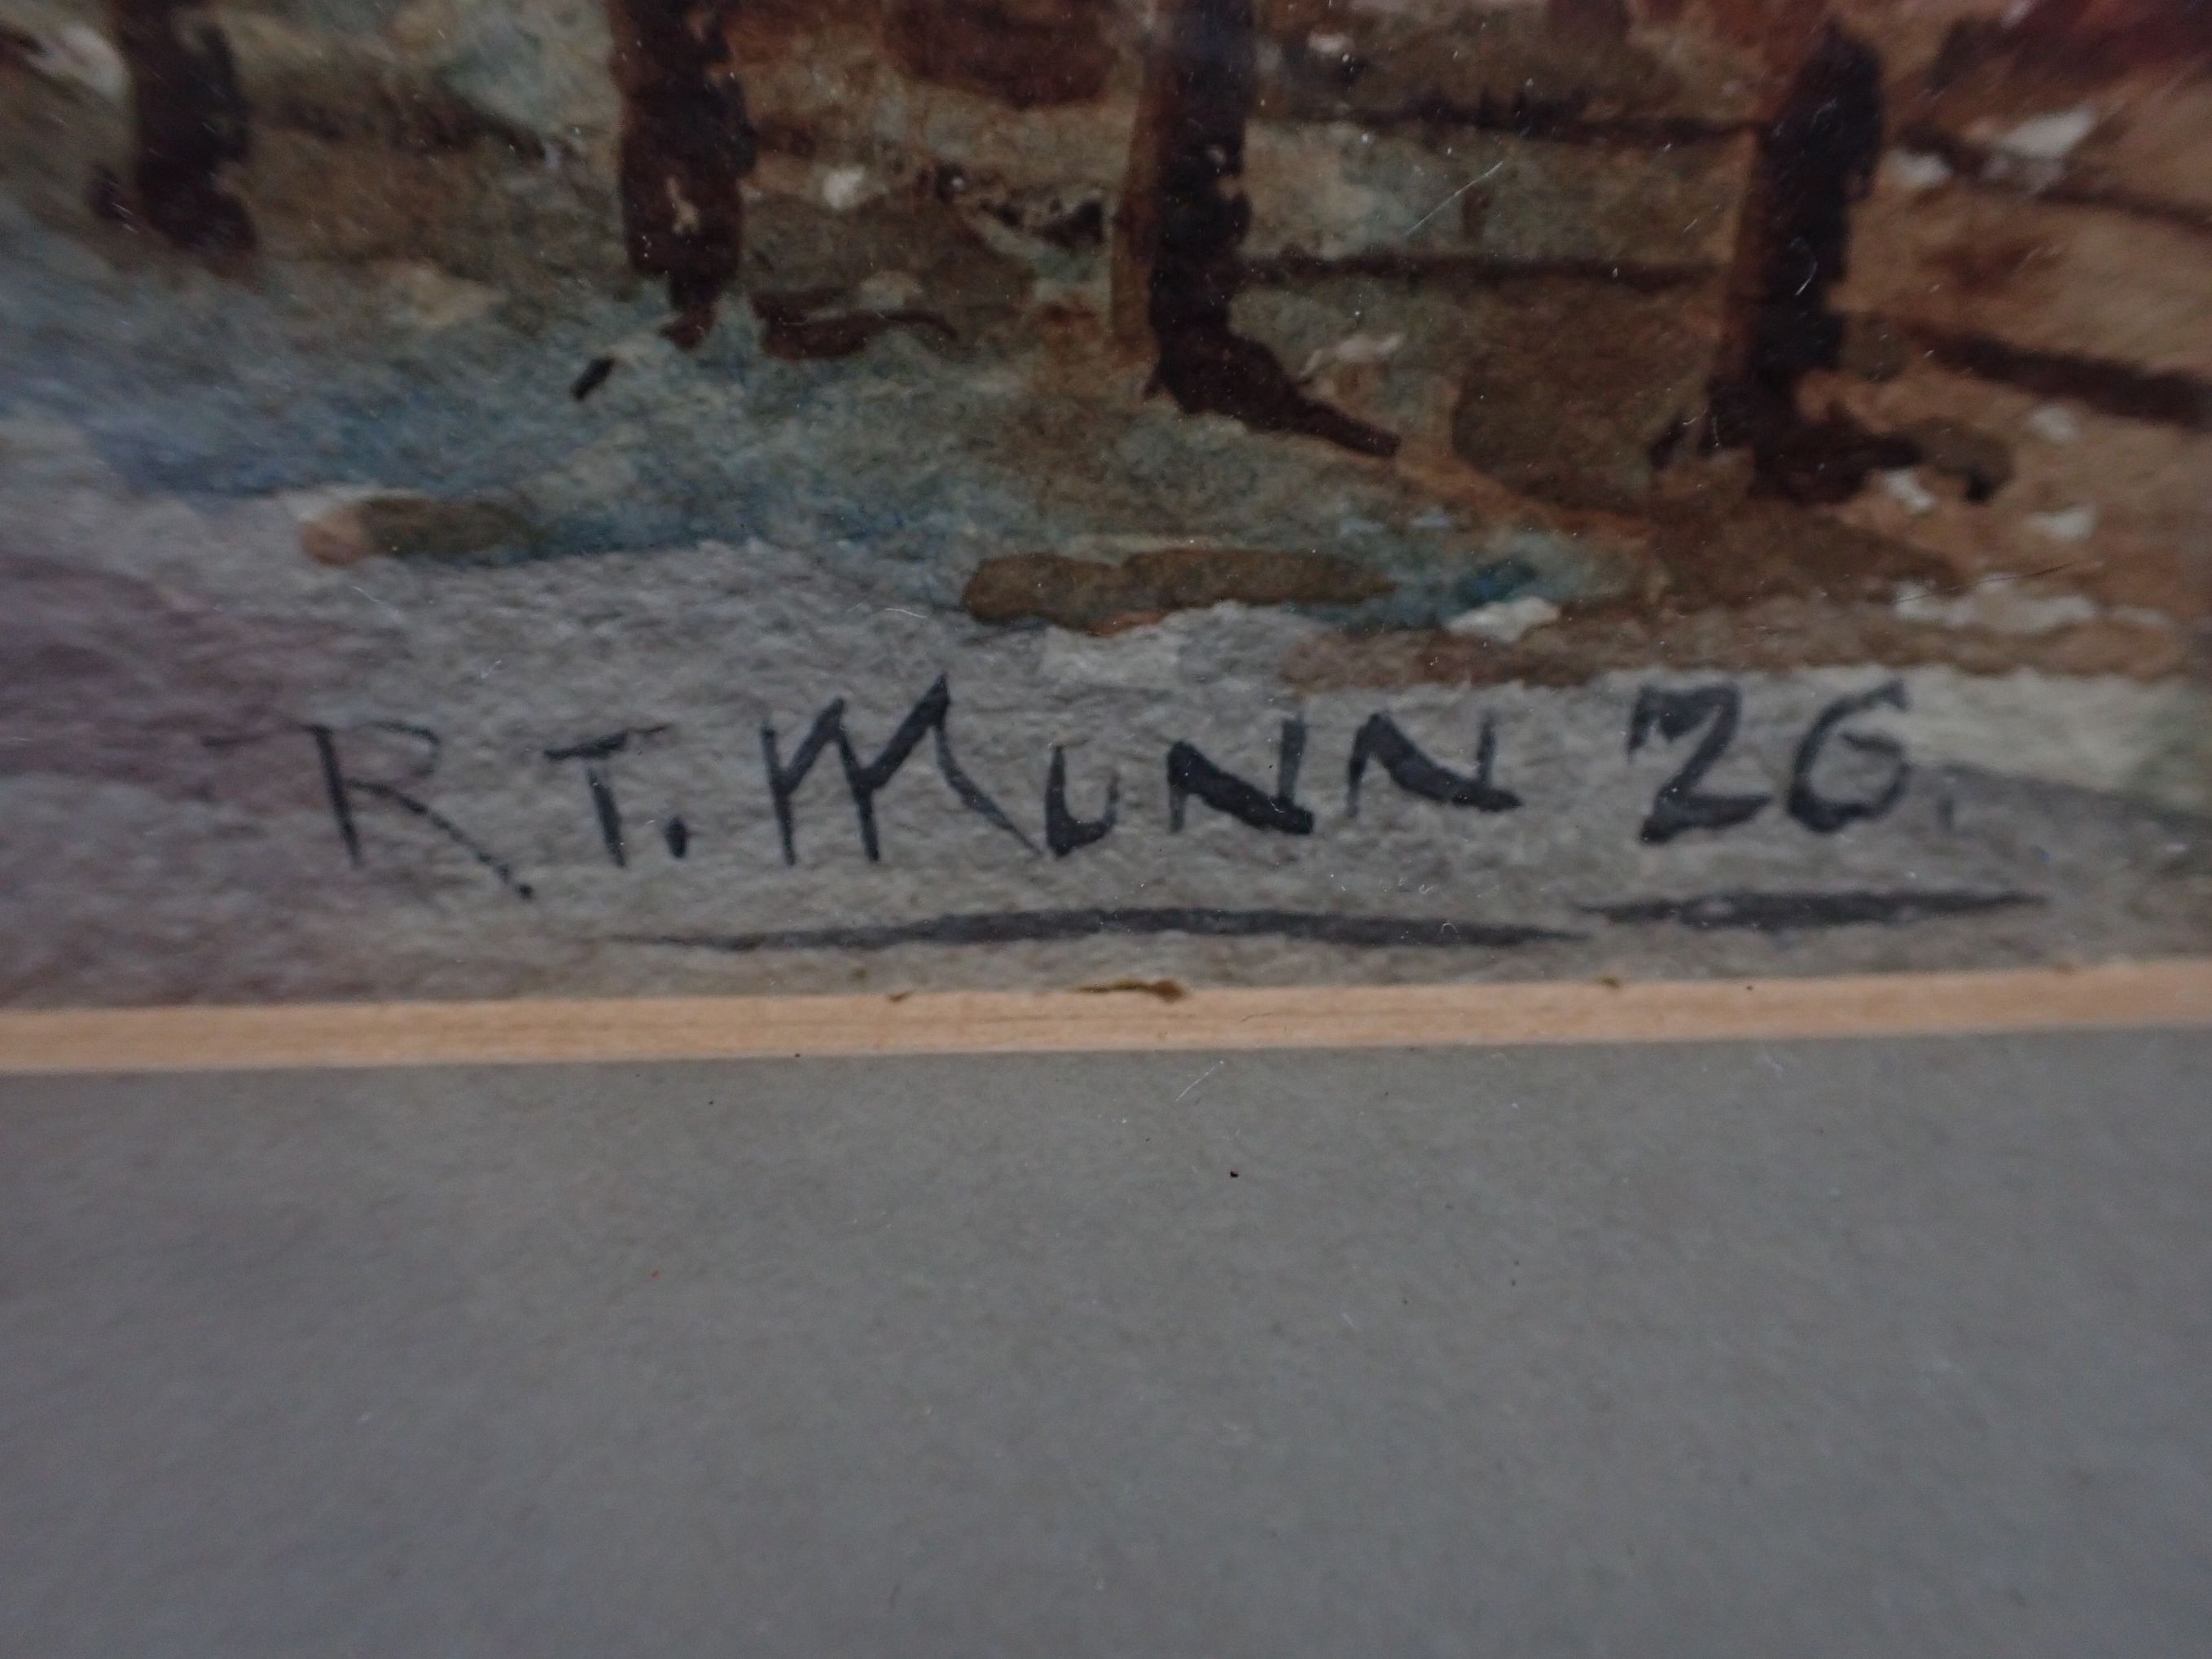 R T. MUNN 26.